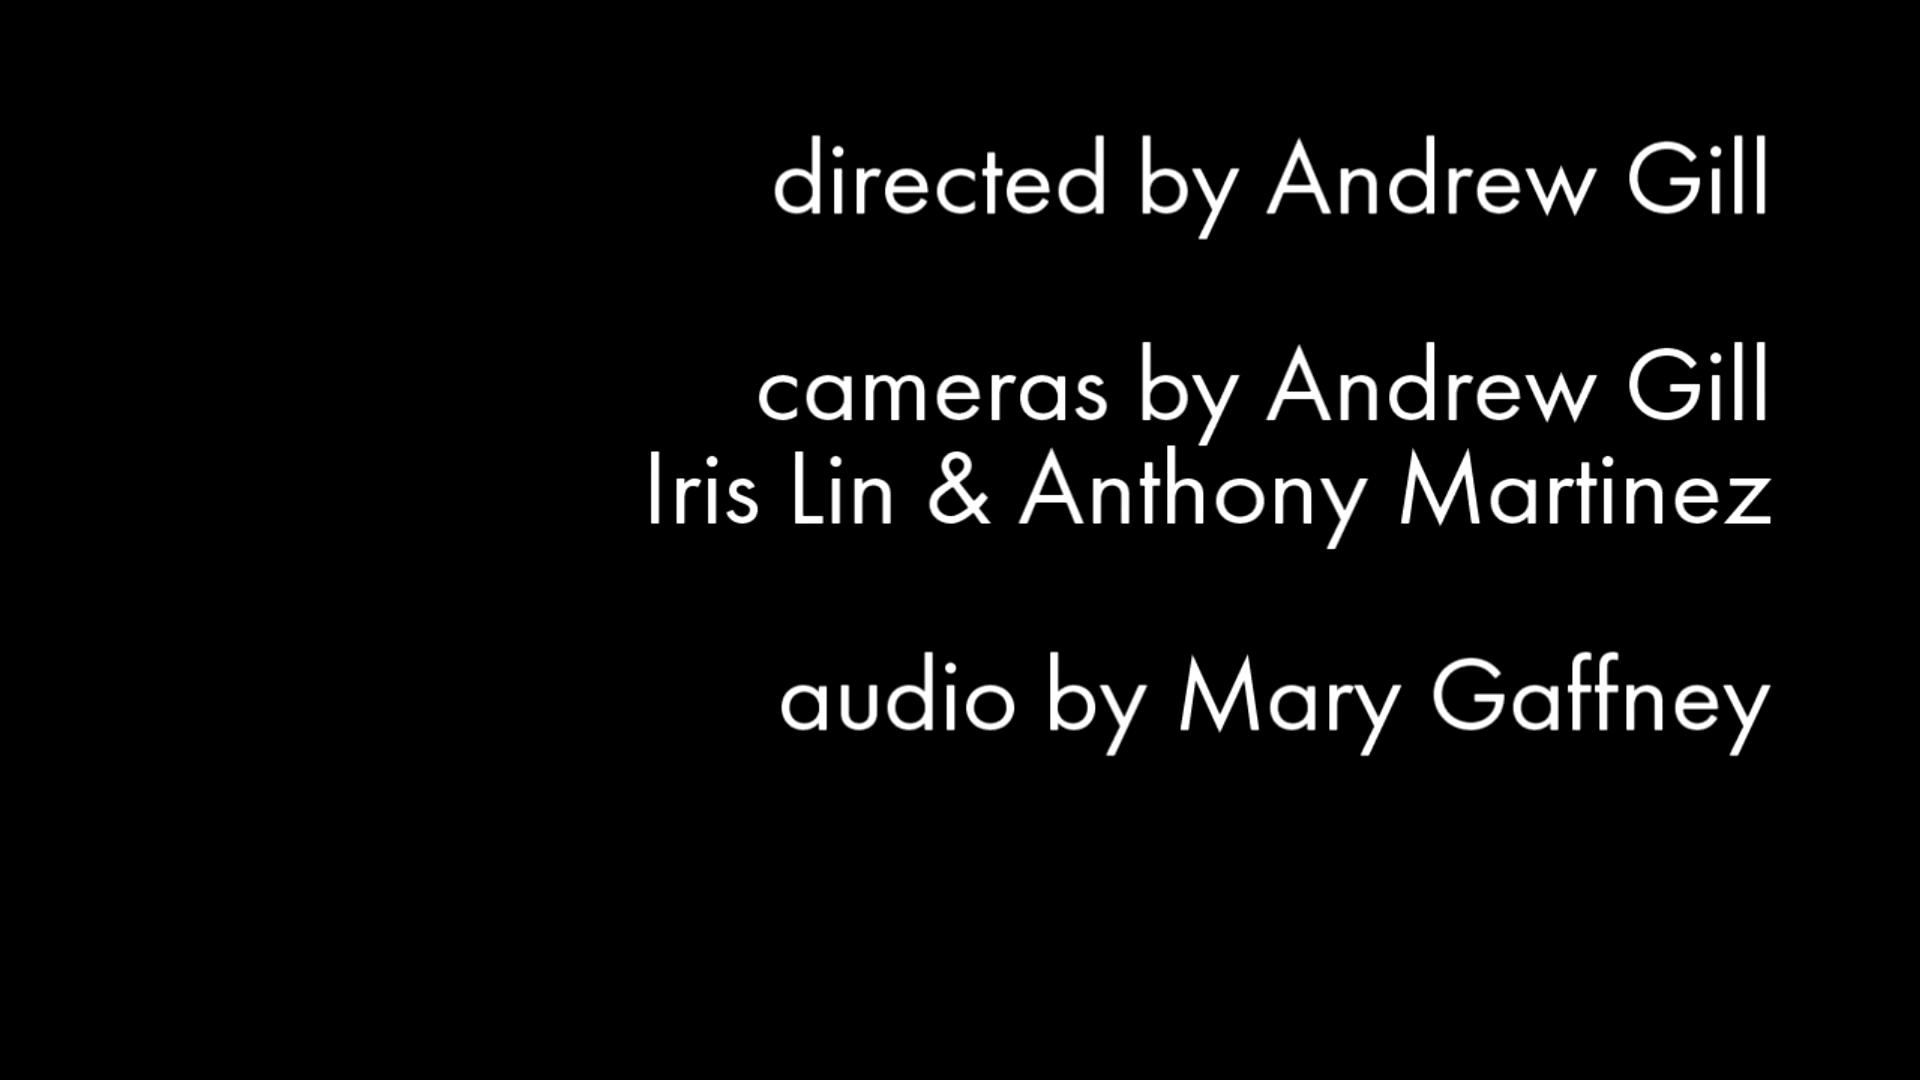 directed by Andrew Gill
cameras by Andrew Gill
Iris Lin & Anthony Martinez
audio by Mary Gaffney